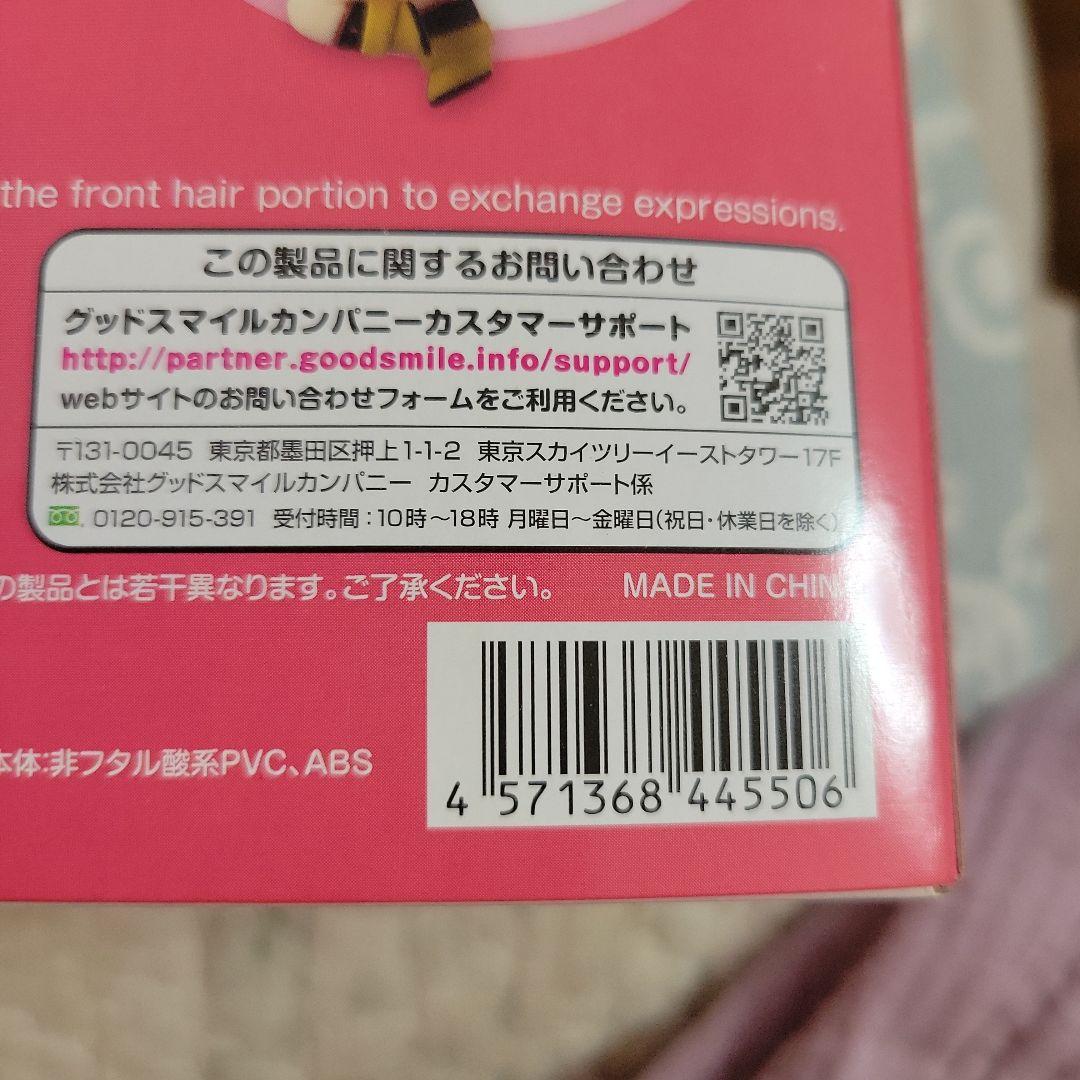 the front hair portion to exchange expressions.
この製品に関するお問い合わせ
グッドスマイルカンパニーカスタマーサポート
http://partner.goodsmile.info/support/
webサイトのお問い合わせフォームをご利用ください。
〒131-0045 東京都墨田区押上1-1-2 東京スカイツリーイーストタワー17F
株式会社グッドスマイルカンパニー カスタマーサポート係
0120-915-391 受付時間:10時～18時 月曜日～金曜日(祝日・休業日を除く)
の製品とは若干異なります。ご了承ください。 MADE IN CHIN
本体:非フタル酸系PVC、ABS
4 571368 445506